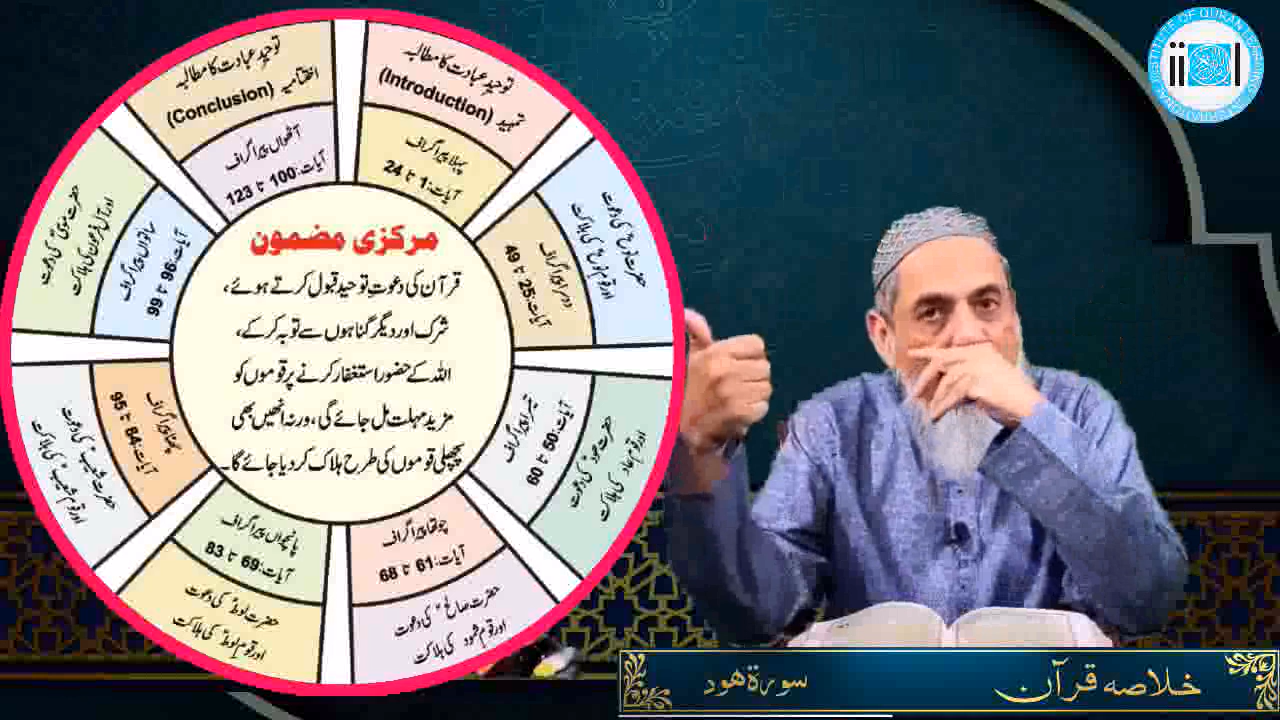 INSTITUTE OF QURAN LEARNING
توحیدِ عبادت کا مطالبہ
تمہید (Introduction)
پہلا پیراگراف
آیات: 1 تا 24
حضرت نوحؑ کی دعوت
اور قومِ نوحؑ کی ہلاکت
دوسرا پیراگراف
آیات: 25 تا 49
حضرت ھودؑ کی دعوت
اور قومِ عاد کی ہلاکت
تیسرا پیراگراف
آیات: 50 تا 60
چوتھا پیراگراف
آیات: 61 تا 68
حضرت صالحؑ کی دعوت
اور قومِ ثمود کی ہلاکت
پانچواں پیراگراف
آیات: 69 تا 83
حضرت لوطؑ کی دعوت
اور قومِ لوطؑ کی ہلاکت
چھٹا پیراگراف
آیات: 84 تا 95
حضرت شعیبؑ کی دعوت
اور قومِ شعیبؑ کی ہلاکت
ساتواں پیراگراف
آیات: 96 تا 99
حضرت موسیٰؑ کی دعوت
اور آلِ فرعون کی ہلاکت
توحیدِ عبادت کا مطالبہ
اختتامیہ (Conclusion)
آٹھواں پیراگراف
آیات: 100 تا 123
مرکزی مضمون
قرآن کی دعوتِ توحید قبول کرتے ہوئے،
شرک اور دیگر گناہوں سے توبہ کر کے،
اللہ کے حضور استغفار کرنے پر قوموں کو
مزید مہلت مل جائے گی، ورنہ انھیں بھی
پچھلی قوموں کی طرح ہلاک کر دیا جائے گا۔
خلاصہ قرآن
سورۃ ھود